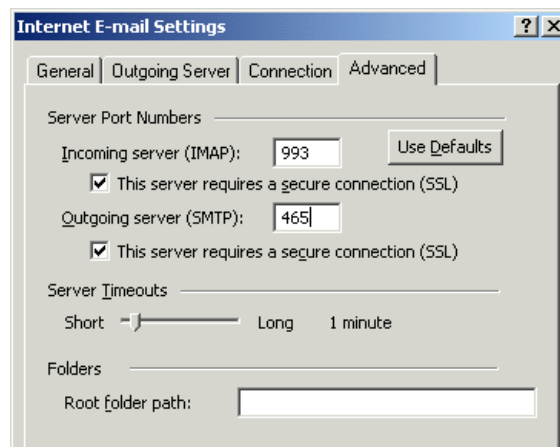 Internet E-mail Settings
General Outgoing Server Connection Advanced
Server Port Numbers
Incoming server (IMAP): 993 Use Defaults
This server requires a secure connection (SSL)
Outgoing server (SMTP): 465
This server requires a secure connection (SSL)
Server Timeouts
Short Long 1 minute
Folders
Root folder path: